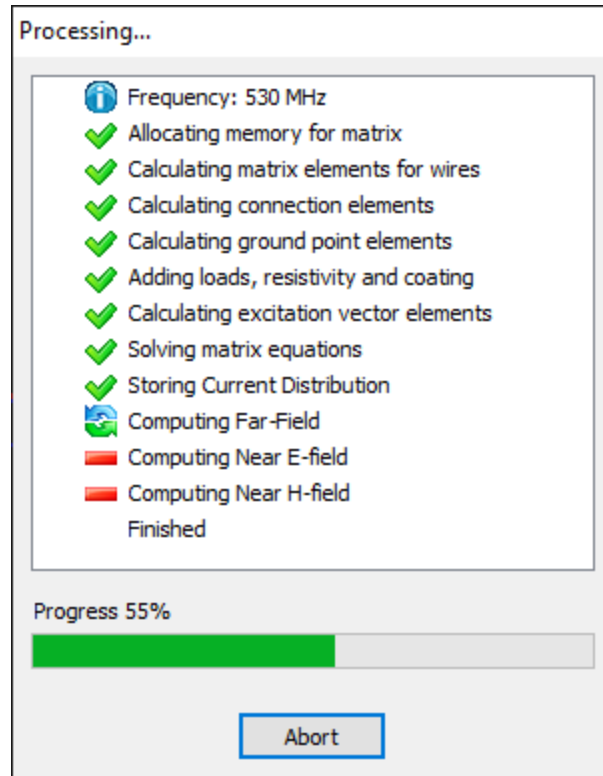 Processing...
Frequency: 530 MHz
Allocating memory for matrix
Calculating matrix elements for wires
Calculating connection elements
Calculating ground point elements
Adding loads, resistivity and coating
Calculating excitation vector elements
Solving matrix equations
Storing Current Distribution
Computing Far-Field
Computing Near E-field
Computing Near H-field
Finished
Progress 55%
Abort